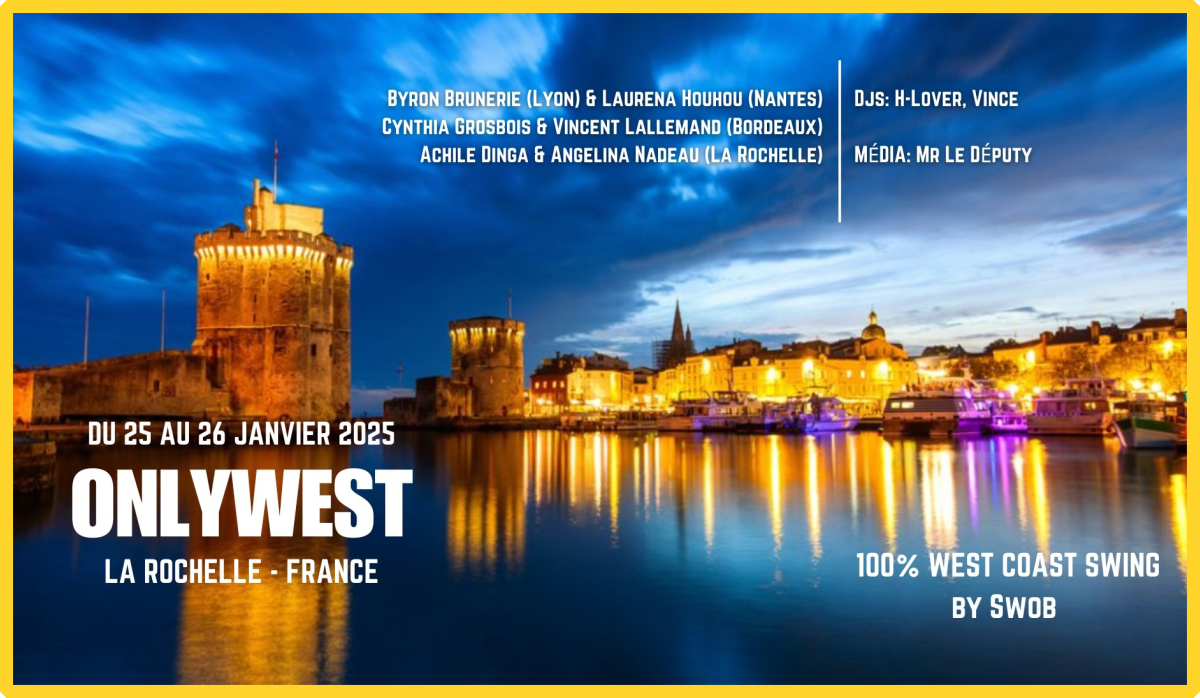 Byron Brunerie (Lyon) & Laurena Houhou (Nantes)
Cynthia Grosbois & Vincent Lallemand (Bordeaux)
Achile Dinga & Angelina Nadeau (La Rochelle)
Djs: H-Lover, Vince
Média: Mr Le Députy
DU 25 AU 26 JANVIER 2025
ONLYWEST
LA ROCHELLE - FRANCE
100% WEST COAST SWING
BY SWOB